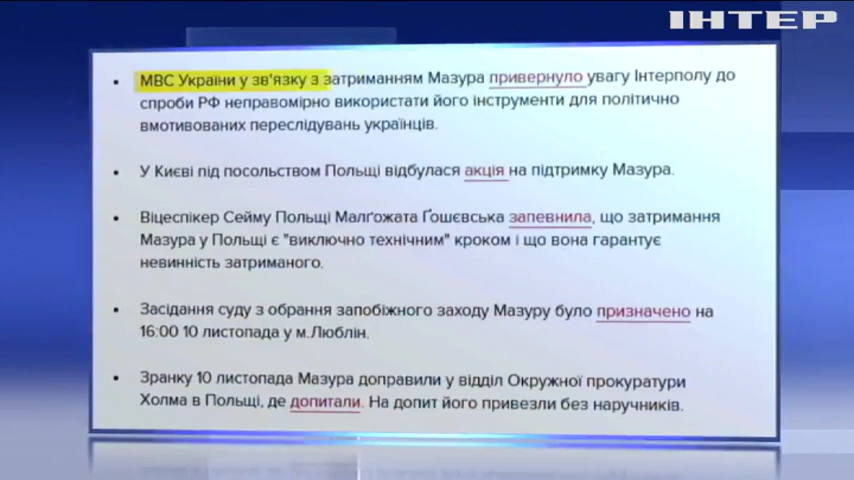 ІНТЕР
• МВС України у зв'язку з затриманням Мазура привернуло увагу Інтерполу до
спроби РФ неправомірно використати його інструменти для політично
вмотивованих переслідувань українців.
• У Києві під посольством Польщі відбулася акція на підтримку Мазура.
• Віцеспікер Сейму Польщі Малґожата Ґошєвська запевнила, що затримання
Мазура у Польщі є "виключно технічним" кроком і що вона гарантує
невинність затриманого.
• Засідання суду з обрання запобіжного заходу Мазуру було призначено на
16:00 10 листопада у м.Люблін.
• Зранку 10 листопада Мазура доправили у відділ Окружної прокуратури
Холма в Польщі, де допитали. На допит його привезли без наручників.